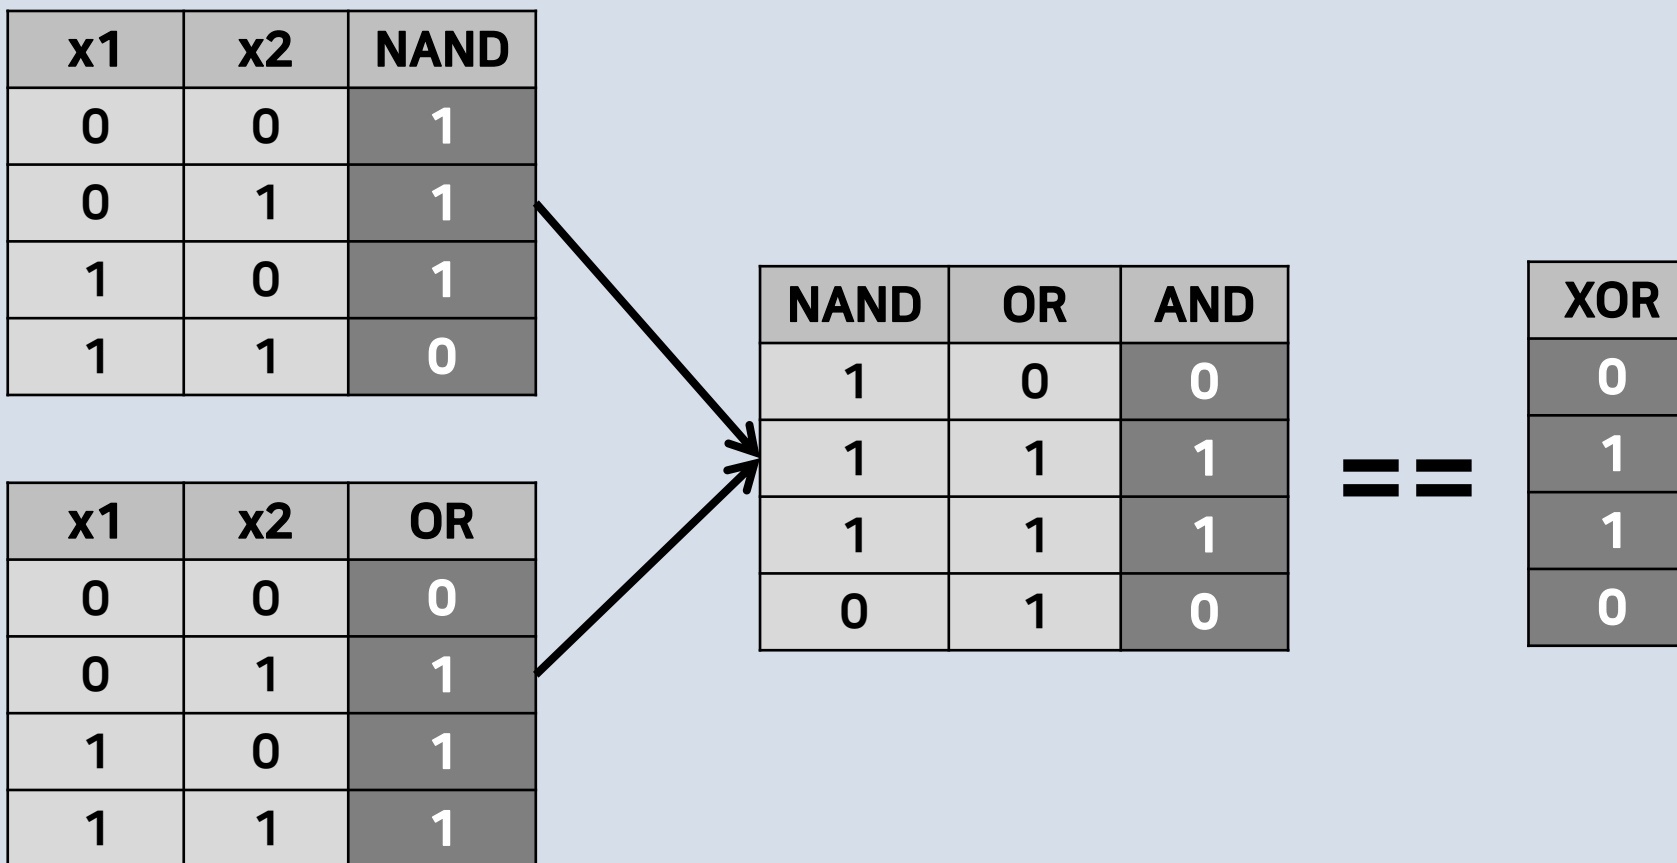 x1 x2 NAND
0 0 1
0 1 1
1 0 1
1 1 0
x1 x2 OR
0 0 0
0 1 1
1 0 1
1 1 1
NAND OR AND
1 0 0
1 1 1
1 1 1
0 1 0
==
XOR
0
1
1
0